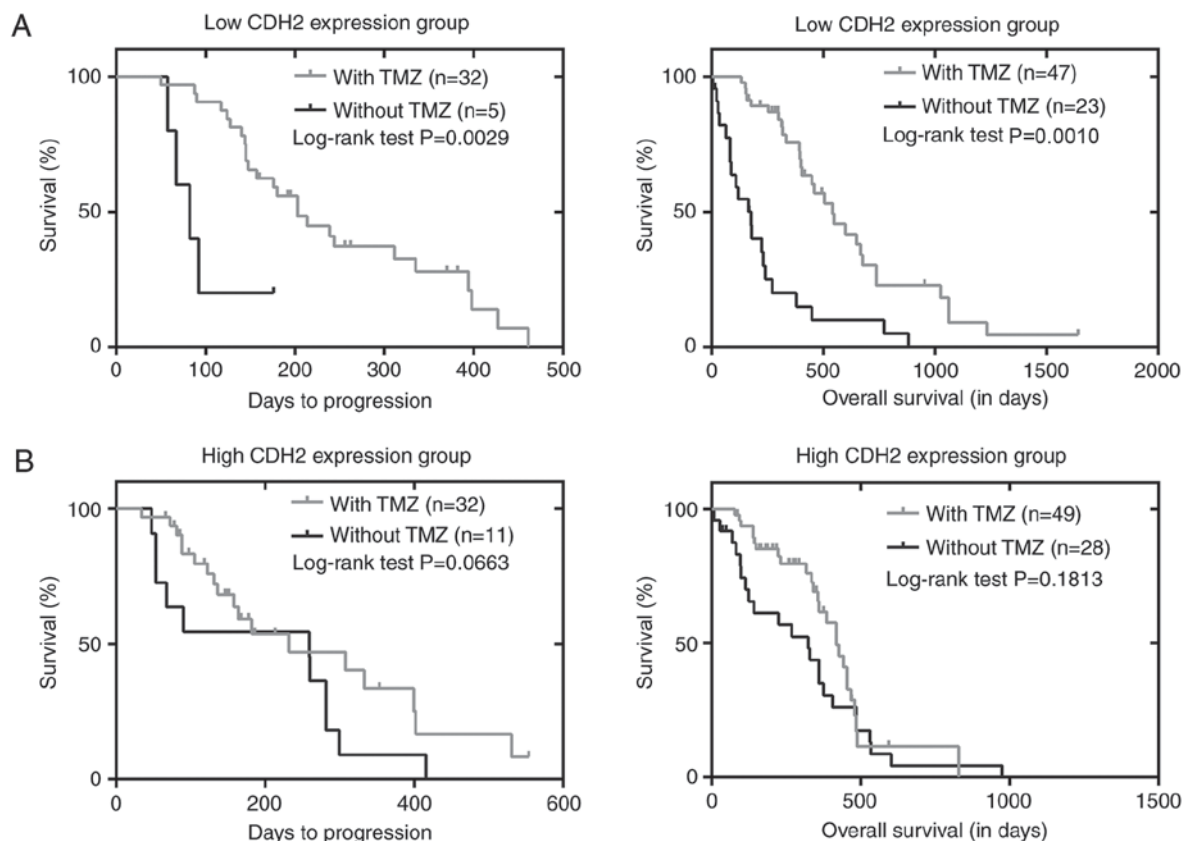 A
Low CDH2 expression group
With TMZ (n=32)
Without TMZ (n=5)
Log-rank test P=0.0029
Survival (%)
100
50
0
0 100 200 300 400 500
Days to progression
Low CDH2 expression group
With TMZ (n=47)
Without TMZ (n=23)
Log-rank test P=0.0010
Survival (%)
100
50
0
0 500 1000 1500 2000
Overall survival (in days)
B
High CDH2 expression group
With TMZ (n=32)
Without TMZ (n=11)
Log-rank test P=0.0663
Survival (%)
100
50
0
0 200 400 600
Days to progression
High CDH2 expression group
With TMZ (n=49)
Without TMZ (n=28)
Log-rank test P=0.1813
Survival (%)
100
50
0
0 500 1000 1500
Overall survival (in days)